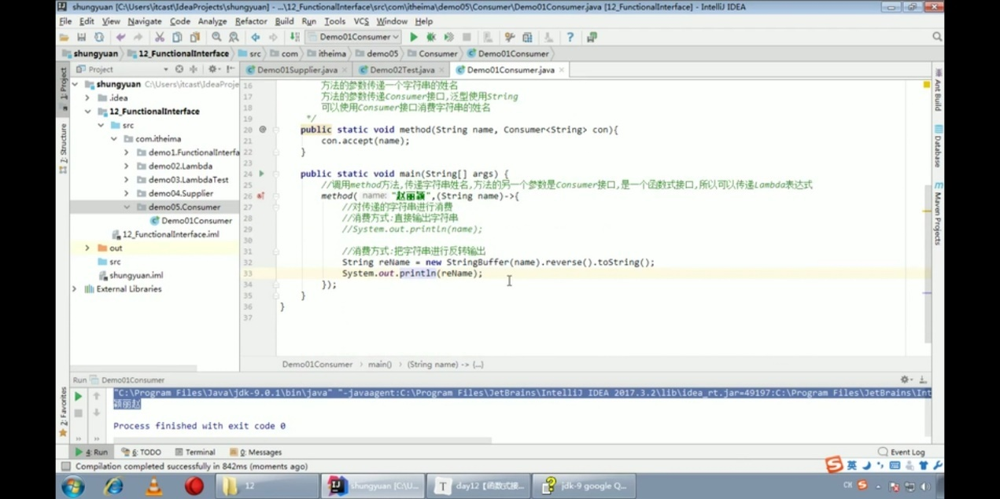 shungyuan [C:\Users\itcast\IdeaProjects\shungyuan] - ...\12_FunctionalInterface\src\com\itheima\demo05\Consumer\Demo01Consumer.java [12_FunctionalInterface] - IntelliJ IDEA
File Edit View Navigate Code Analyze Refactor Build Run Tools VCS Window Help
Demo01Consumer
shungyuan 12_FunctionalInterface src com itheima demo05 Consumer Demo01Consumer
Project
Demo01Supplier.java Demo02Test.java Demo01Consumer.java
1: Project
Z: Structure
2: Favorites
Ant Build
Database
Maven Projects
shungyuan C:\Users\itcast\IdeaProje
.idea
12_FunctionalInterface
src
com.itheima
demo1.FunctionalInterfa
demo02.Lambda
demo03.LambdaTest
demo04.Supplier
demo05.Consumer
Demo01Consumer
12_FunctionalInterface.iml
out
src
shungyuan.iml
External Libraries
16 方法的参数传递一个字符串的姓名
17 方法的参数传递Consumer接口,泛型使用String
18 可以使用Consumer接口消费字符串的姓名
19 */
20 public static void method(String name, Consumer<String> con){
21 con.accept(name);
22 }
23
24 public static void main(String[] args) {
25 //调用method方法,传递字符串姓名,方法的另一个参数是Consumer接口,是一个函数式接口,所以可以传递Lambda表达式
26 method( name: "赵丽颖",(String name)->{
27 //对传递的字符串进行消费
28 //消费方式:直接输出字符串
29 //System.out.println(name);
30
31 //消费方式:把字符串进行反转输出
32 String reName = new StringBuffer(name).reverse().toString();
33 System.out.println(reName);
34 });
35 }
36 }
37
Demo01Consumer > main() > (String name) -> {...}
Run Demo01Consumer
"C:\Program Files\Java\jdk-9.0.1\bin\java" "-javaagent:C:\Program Files\JetBrains\IntelliJ IDEA 2017.3.2\lib\idea_rt.jar=49197:C:\Program Files\JetBrains\Int
颖丽赵
Process finished with exit code 0
4: Run 6: TODO Terminal 0: Messages Event Log
Compilation completed successfully in 842ms (moments ago)
英
12 shungyuan [C:\U... day12【函数式接... jdk-9 google Q...
CH